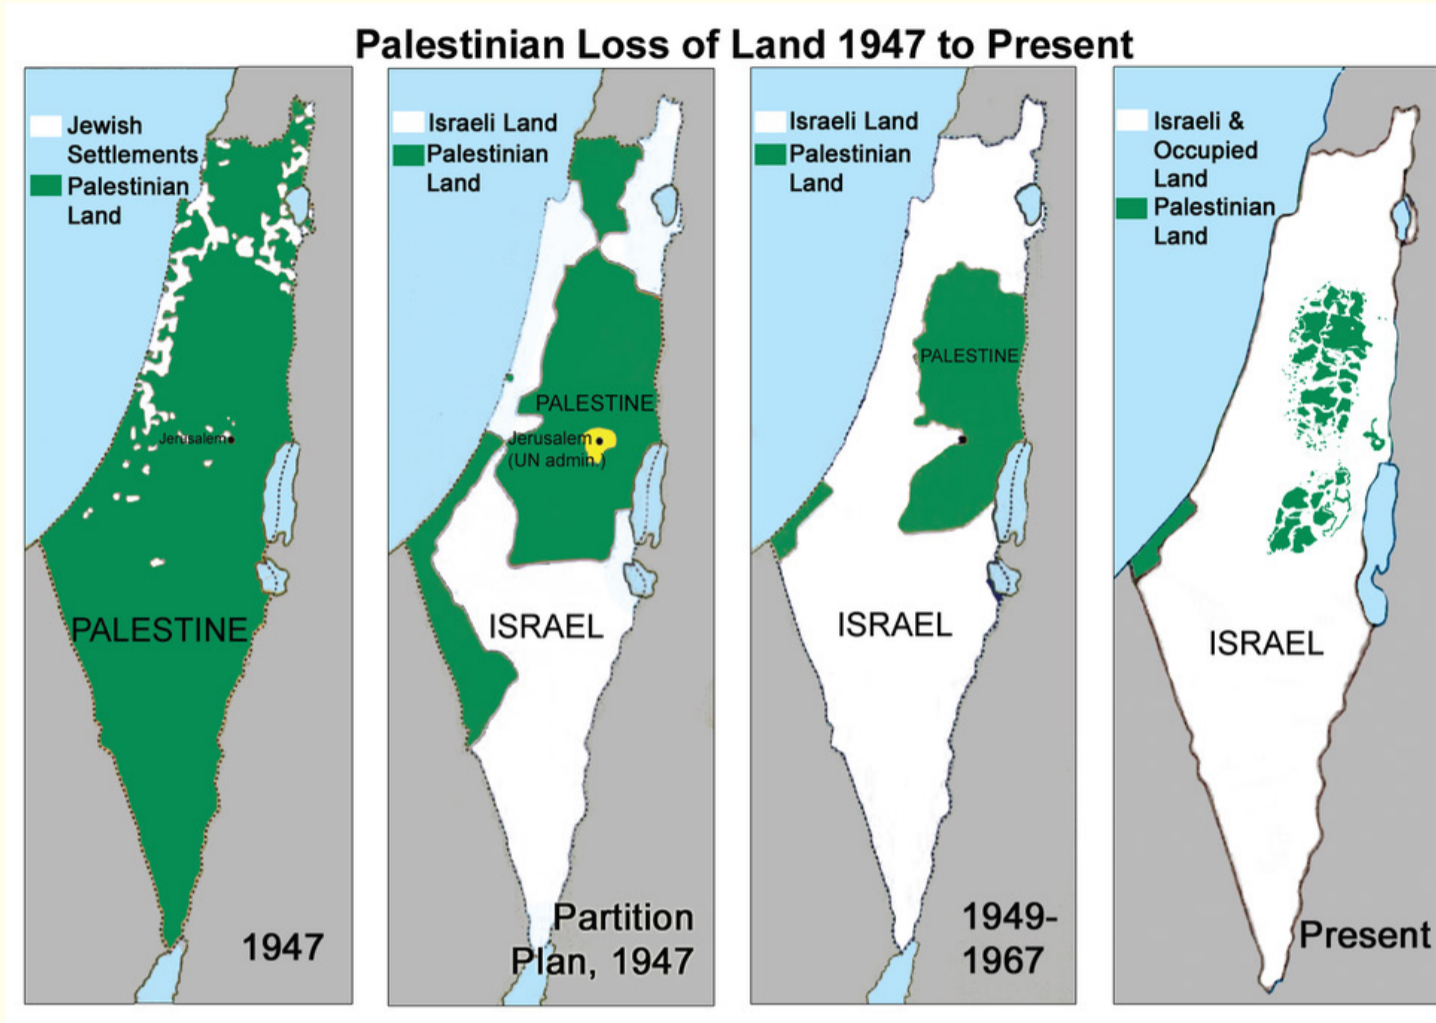 Palestinian Loss of Land 1947 to Present
Jewish
Settlements
Palestinian
Land
Jerusalem
PALESTINE
1947
Israeli Land
Palestinian
Land
PALESTINE
Jerusalem
(UN admin.)
ISRAEL
Partition
Plan, 1947
Israeli Land
Palestinian
Land
PALESTINE
ISRAEL
1949-
1967
Israeli &
Occupied
Land
Palestinian
Land
ISRAEL
Present